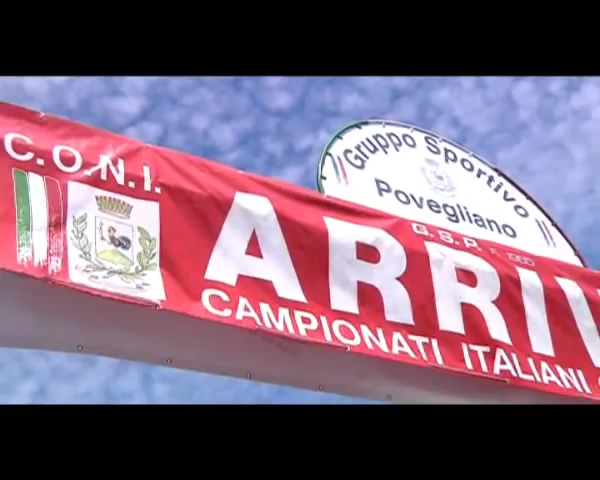 Gruppo Sportivo
Povegliano
C.O.N.I.
G.S.P.
ARRIV
CAMPIONATI ITALIANI